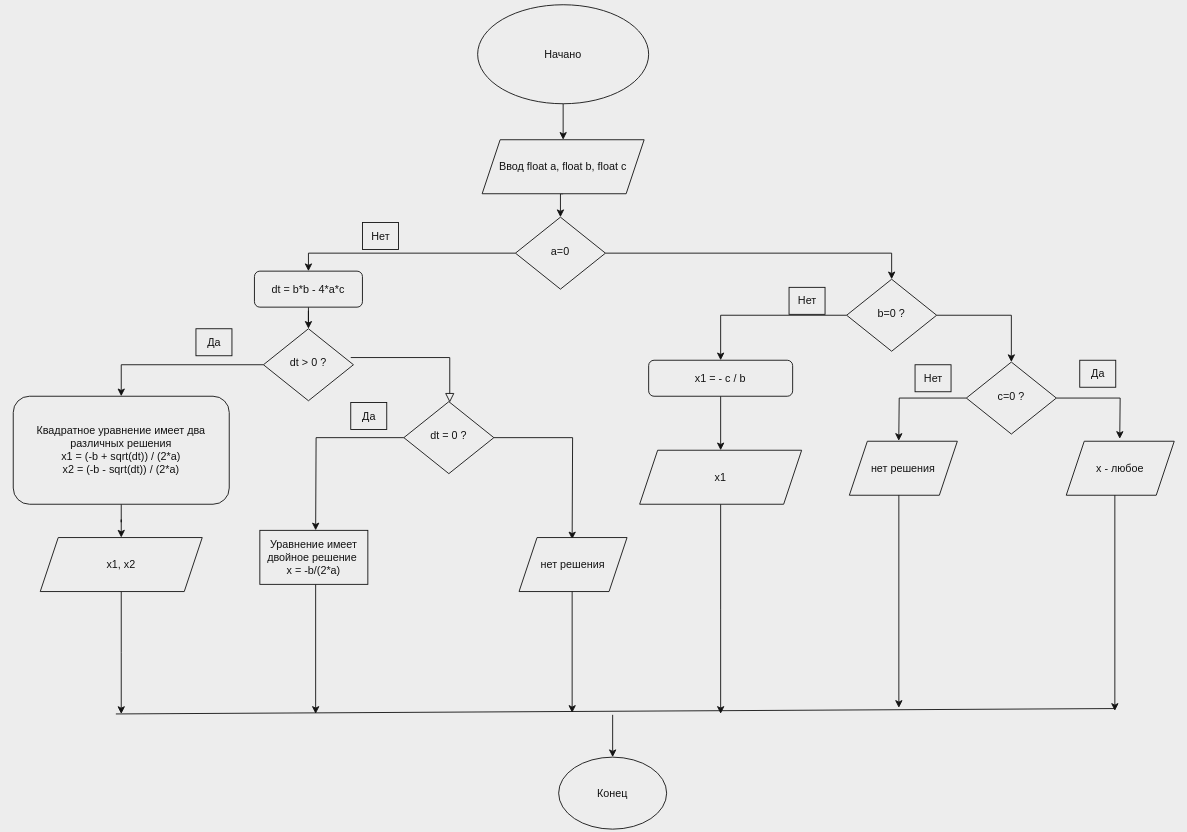 Начано
Ввод float a, float b, float c
Нет
a=0
dt = b*b - 4*a*c
Нет
b=0 ?
Да
dt > 0 ?
x1 = - c / b
Нет
c=0 ?
Да
Квадратное уравнение имеет два
различных решения
x1 = (-b + sqrt(dt)) / (2*a)
x2 = (-b - sqrt(dt)) / (2*a)
Да
dt = 0 ?
x1
нет решения
x - любое
x1, x2
Уравнение имеет
двойное решение
x = -b/(2*a)
нет решения
Конец